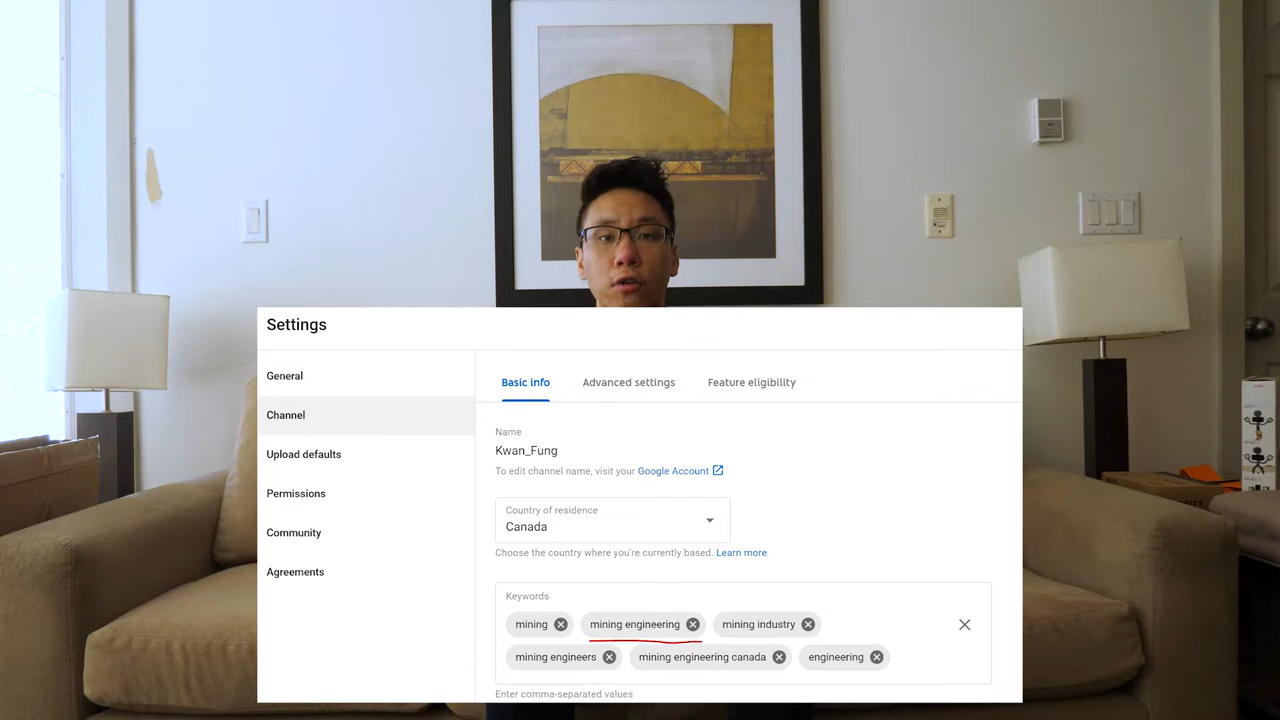 Settings
General
Channel
Upload defaults
Permissions
Community
Agreements
Basic info Advanced settings Feature eligibility
Name
Kwan_Fung
To edit channel name, visit your Google Account
Country of residence
Canada
Choose the country where you're currently based. Learn more
Keywords
mining mining engineering mining industry
mining engineers mining engineering canada engineering
Enter comma-separated values